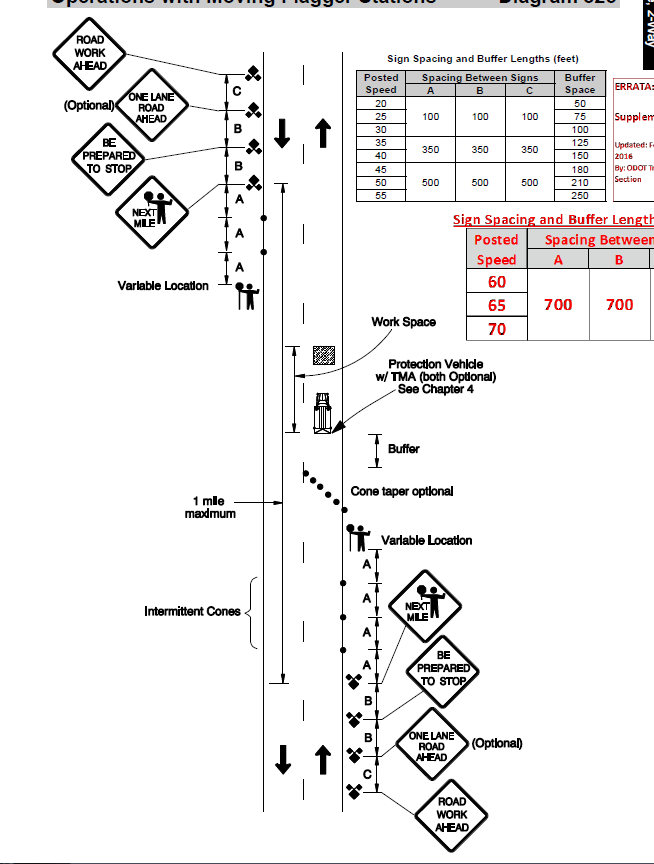 Operations with Moving Flagger Stations Diagram 320
2-Way
ROAD
WORK
AHEAD
(Optional)
ONE LANE
ROAD
AHEAD
BE
PREPARED
TO STOP
NEXT
MILE
C
B
B
A
A
A
Variable Location
Sign Spacing and Buffer Lengths (feet)
Posted Speed Spacing Between Signs Buffer Space
A B C
20 50
25 100 100 100 75
30 100
35 125
350 350 350
40 150
45 180
50 500 500 500 210
55 250
ERRATA:
Supplem
Updated: F
2016
By: ODOT Tr
Section
Sign Spacing and Buffer Length
Posted Speed Spacing Between
A B
60
65 700 700
70
Work Space
Protection Vehicle
w/ TMA (both Optional)
See Chapter 4
Buffer
Cone taper optional
1 mile
maximum
Variable Location
Intermittent Cones
A
A
A
A
B
B
C
NEXT
MILE
BE
PREPARED
TO STOP
ONE LANE
ROAD
AHEAD
(Optional)
ROAD
WORK
AHEAD